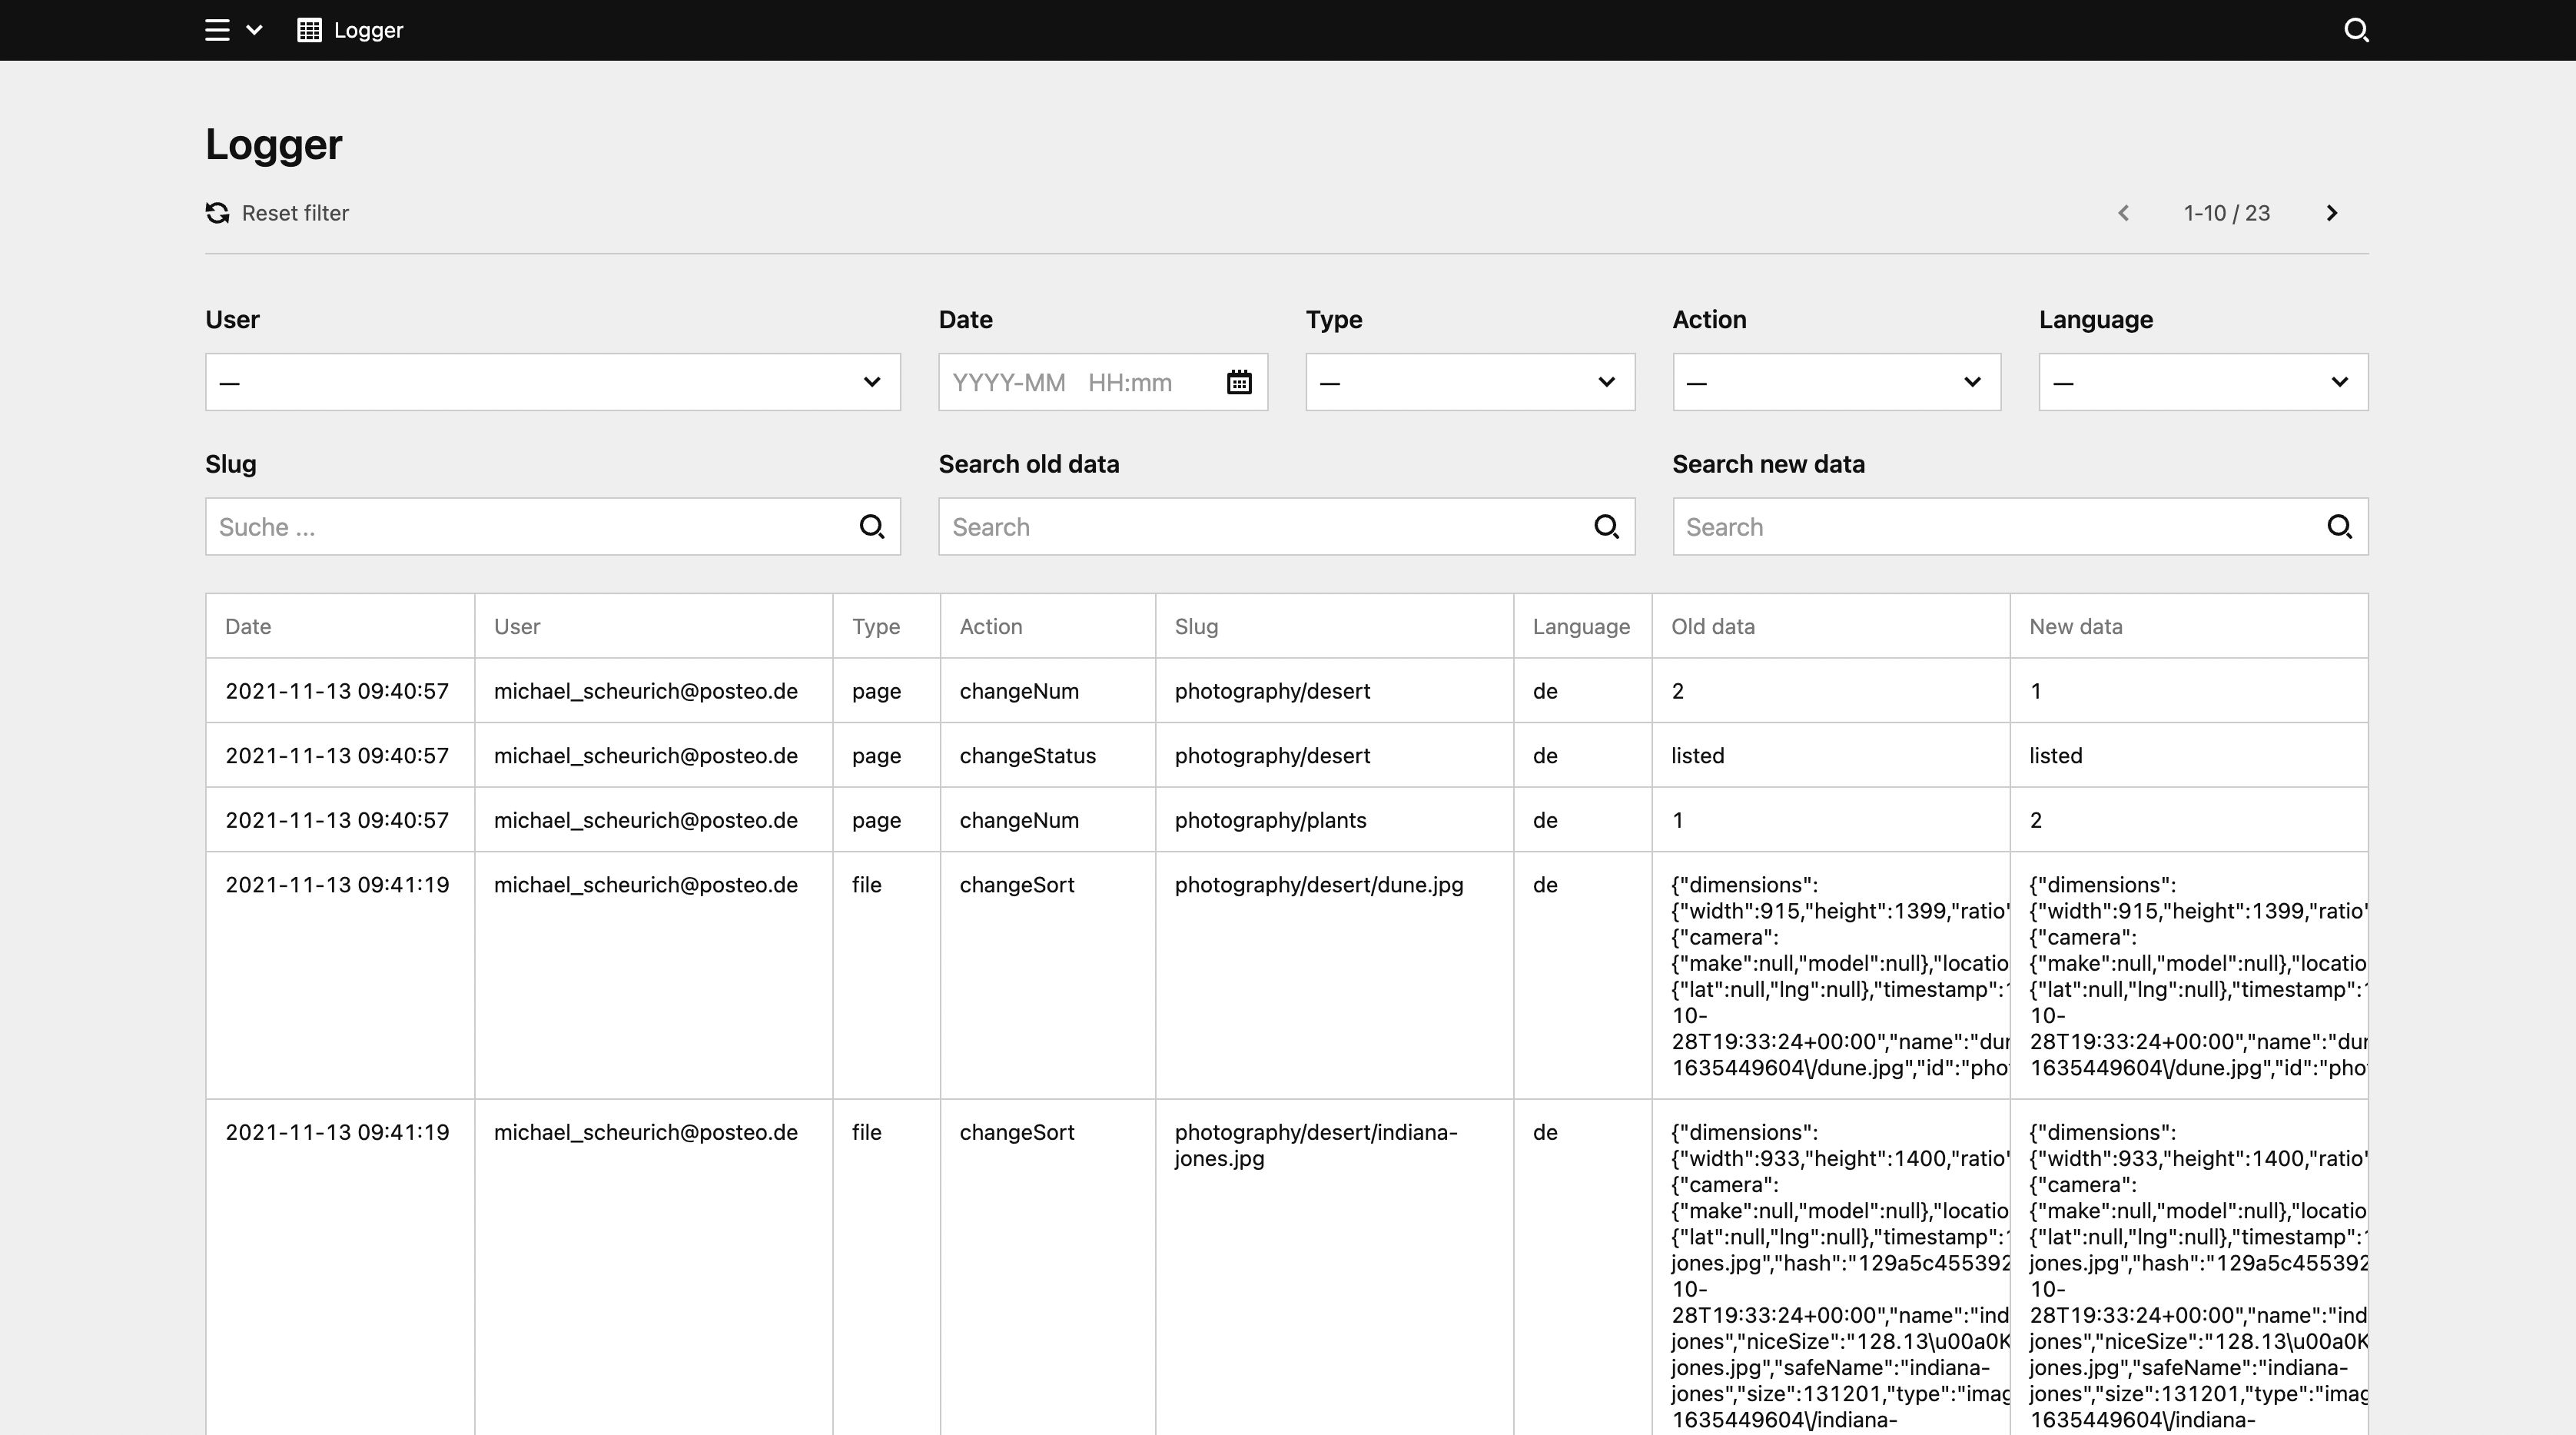 Logger
Logger
Reset filter
1-10 / 23
User
Date
Type
Action
Language
—
YYYY-MM HH:mm
—
—
—
Slug
Search old data
Search new data
Suche ...
Search
Search
Date User Type Action Slug Language Old data New data
2021-11-13 09:40:57 michael_scheurich@posteo.de page changeNum photography/desert de 2 1
2021-11-13 09:40:57 michael_scheurich@posteo.de page changeStatus photography/desert de listed listed
2021-11-13 09:40:57 michael_scheurich@posteo.de page changeNum photography/plants de 1 2
2021-11-13 09:41:19 michael_scheurich@posteo.de file changeSort photography/desert/dune.jpg de
{"dimensions":
{"width":915,"height":1399,"ratio"
{"camera":
{"make":null,"model":null},"locatio
{"lat":null,"lng":null},"timestamp":
10-
28T19:33:24+00:00","name":"dun
1635449604\/dune.jpg","id":"pho
{"dimensions":
{"width":915,"height":1399,"ratio"
{"camera":
{"make":null,"model":null},"locatio
{"lat":null,"lng":null},"timestamp":
10-
28T19:33:24+00:00","name":"dun
1635449604\/dune.jpg","id":"pho
2021-11-13 09:41:19 michael_scheurich@posteo.de file changeSort photography/desert/indiana-
jones.jpg
de
{"dimensions":
{"width":933,"height":1400,"ratio"
{"camera":
{"make":null,"model":null},"locatio
{"lat":null,"lng":null},"timestamp":
jones.jpg","hash":"129a5c455392
10-
28T19:33:24+00:00","name":"ind
jones","niceSize":"128.13\u00a0K
jones.jpg","safeName":"indiana-
jones","size":131201,"type":"imag
1635449604\/indiana-
{"dimensions":
{"width":933,"height":1400,"ratio"
{"camera":
{"make":null,"model":null},"locatio
{"lat":null,"lng":null},"timestamp":
jones.jpg","hash":"129a5c455392
10-
28T19:33:24+00:00","name":"ind
jones","niceSize":"128.13\u00a0K
jones.jpg","safeName":"indiana-
jones","size":131201,"type":"imag
1635449604\/indiana-